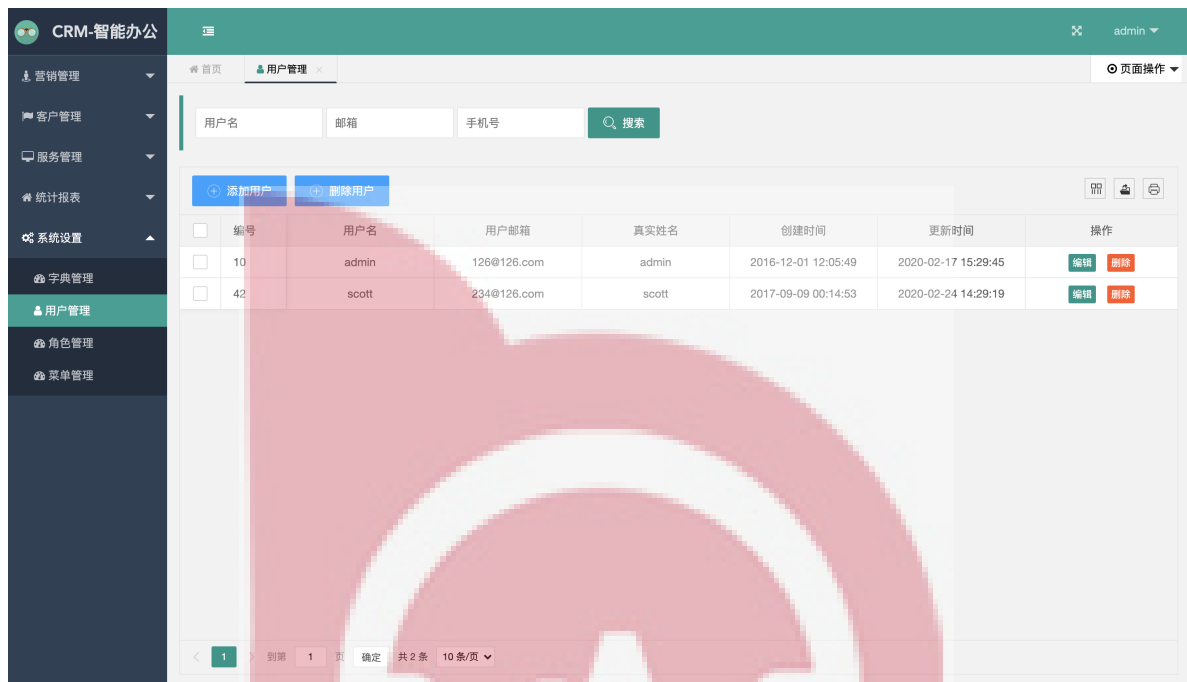 CRM-智能办公
admin
营销管理
客户管理
服务管理
统计报表
系统设置
字典管理
用户管理
角色管理
菜单管理
首页 用户管理 页面操作
用户名 邮箱 手机号 搜索
添加用户 删除用户
编号 用户名 用户邮箱 真实姓名 创建时间 更新时间 操作
10 admin 126@126.com admin 2016-12-01 12:05:49 2020-02-17 15:29:45 编辑 删除
42 scott 234@126.com scott 2017-09-09 00:14:53 2020-02-24 14:29:19 编辑 删除
1 到第 1 页 确定 共 2 条 10 条/页